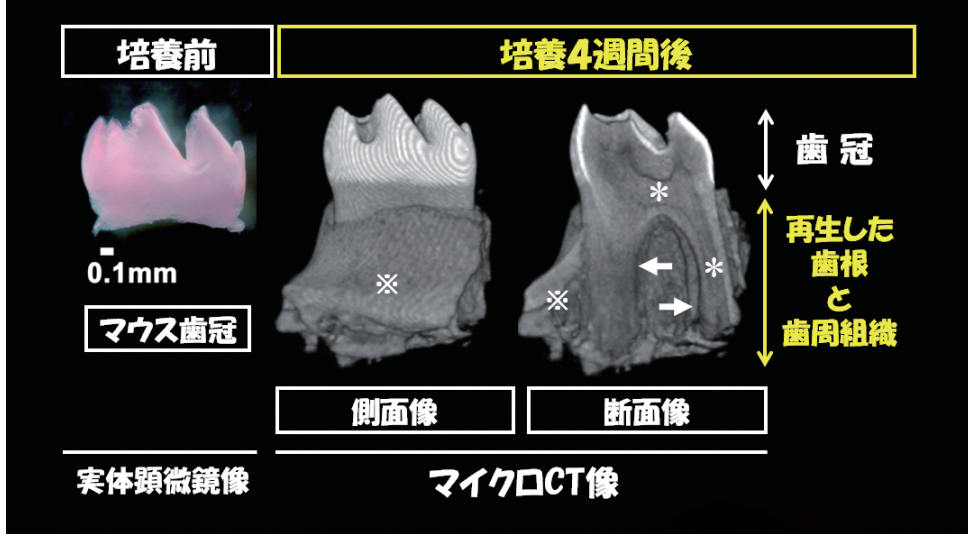 培養前
培養4週間後
0.1mm
マウス歯冠
※
※
*
*
歯冠
再生した
歯根
と
歯周組織
側面像
断面像
実体顕微鏡像
マイクロCT像